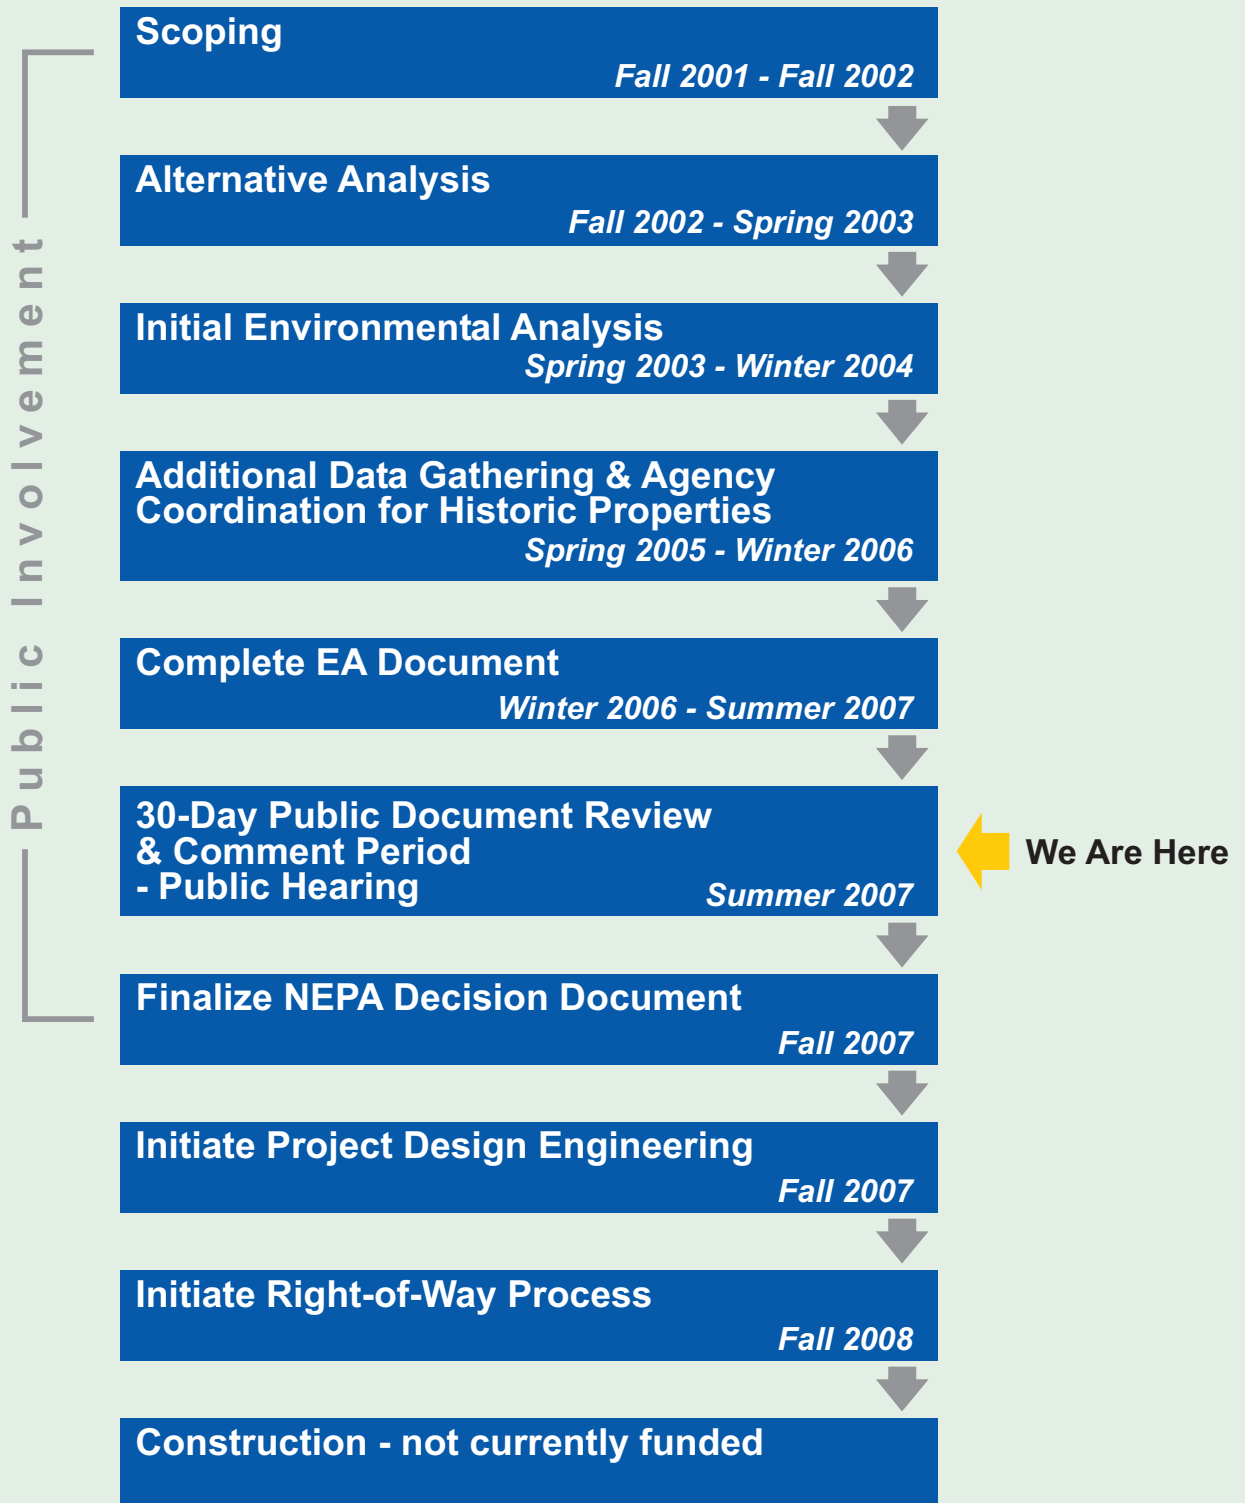 Public Involvement
Scoping
Fall 2001 - Fall 2002
Alternative Analysis
Fall 2002 - Spring 2003
Initial Environmental Analysis
Spring 2003 - Winter 2004
Additional Data Gathering & Agency
Coordination for Historic Properties
Spring 2005 - Winter 2006
Complete EA Document
Winter 2006 - Summer 2007
30-Day Public Document Review
& Comment Period
- Public Hearing
Summer 2007
We Are Here
Finalize NEPA Decision Document
Fall 2007
Initiate Project Design Engineering
Fall 2007
Initiate Right-of-Way Process
Fall 2008
Construction - not currently funded